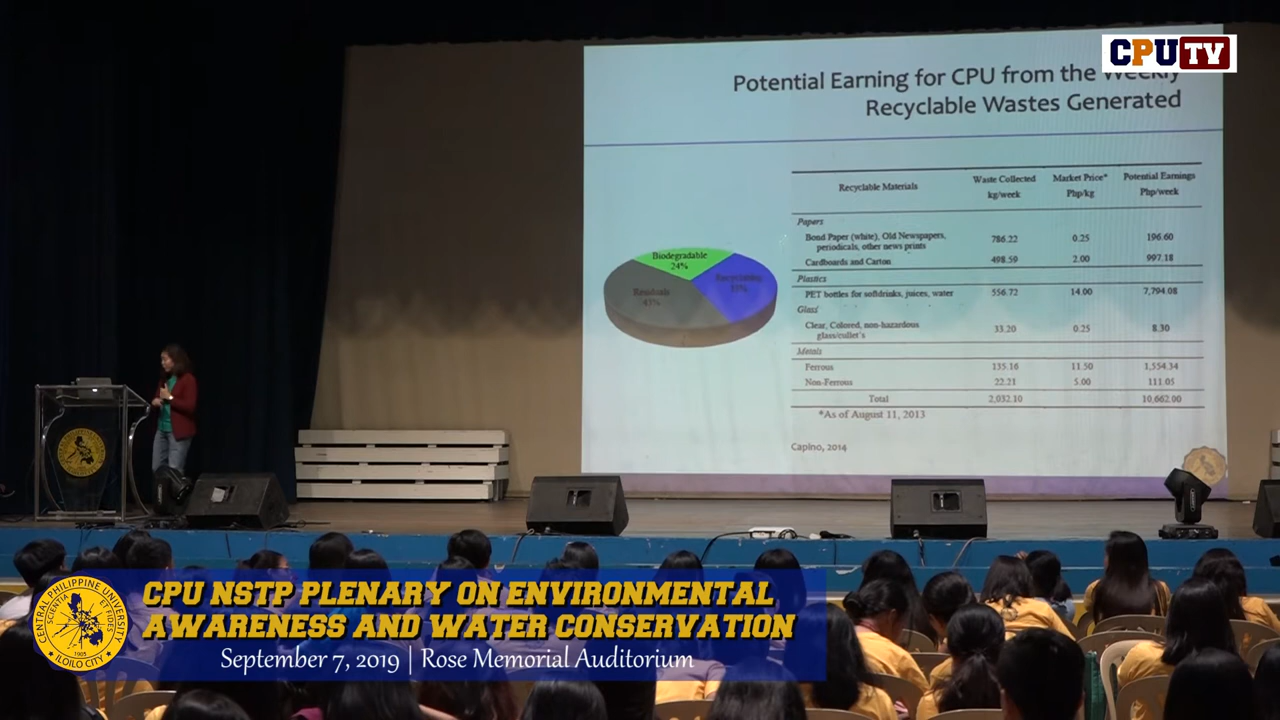 CPUTV
Potential Earning for CPU from the Weekly
Recyclable Wastes Generated
Recyclable Materials
Waste Collected
kg/week
Market Price*
Php/kg
Potential Earnings
Php/week
Papers
Bond Paper (white), Old Newspapers,
periodicals, other news prints
786.22 0.25 196.60
Cardboards and Carton 498.59 2.00 997.18
Plastics
PET bottles for softdrinks, juices, water 556.72 14.00 7,794.08
Glass
Clear, Colored, non-hazardous
glass/cullet's
33.20 0.25 8.30
Metals
Ferrous 135.16 11.50 1,554.34
Non-Ferrous 22.21 5.00 111.05
Total 2,032.10 10,662.00
*As of August 11, 2013
Capino, 2014
Biodegradable
24%
Residuals
CENTRAL PHILIPPINE UNIVERSITY
SCIENTIA ET FIDES
1905
ILOILO CITY
CPU NSTP PLENARY ON ENVIRONMENTAL
AWARENESS AND WATER CONSERVATION
September 7, 2019 | Rose Memorial Auditorium